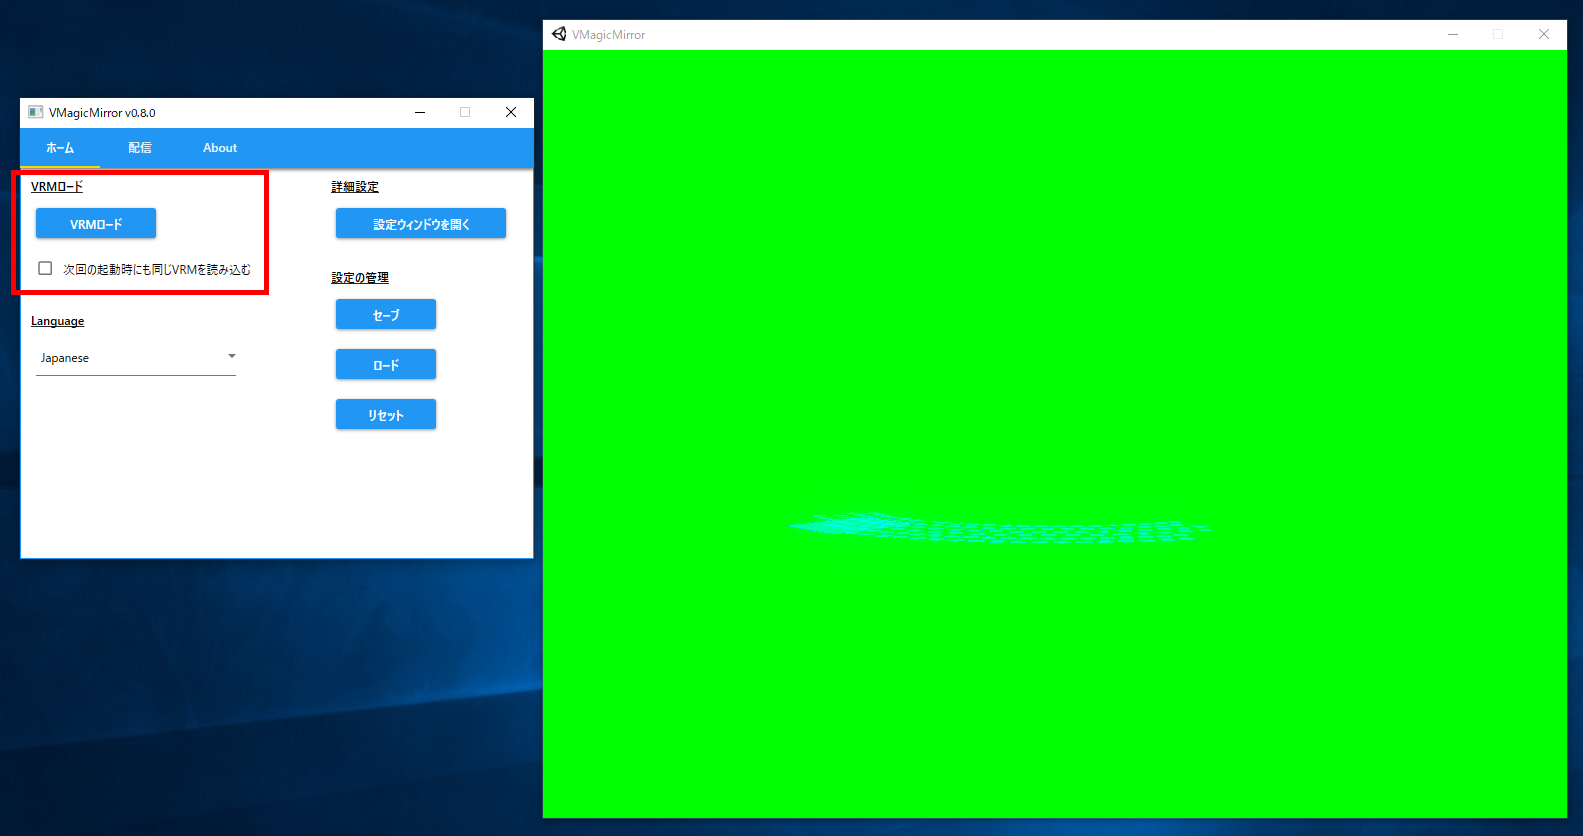 VMagicMirror
VMagicMirror v0.8.0
ホーム
配信
About
VRMロード
VRMロード
次回の起動時にも同じVRMを読み込む
Language
Japanese
詳細設定
設定ウィンドウを開く
設定の管理
セーブ
ロード
リセット